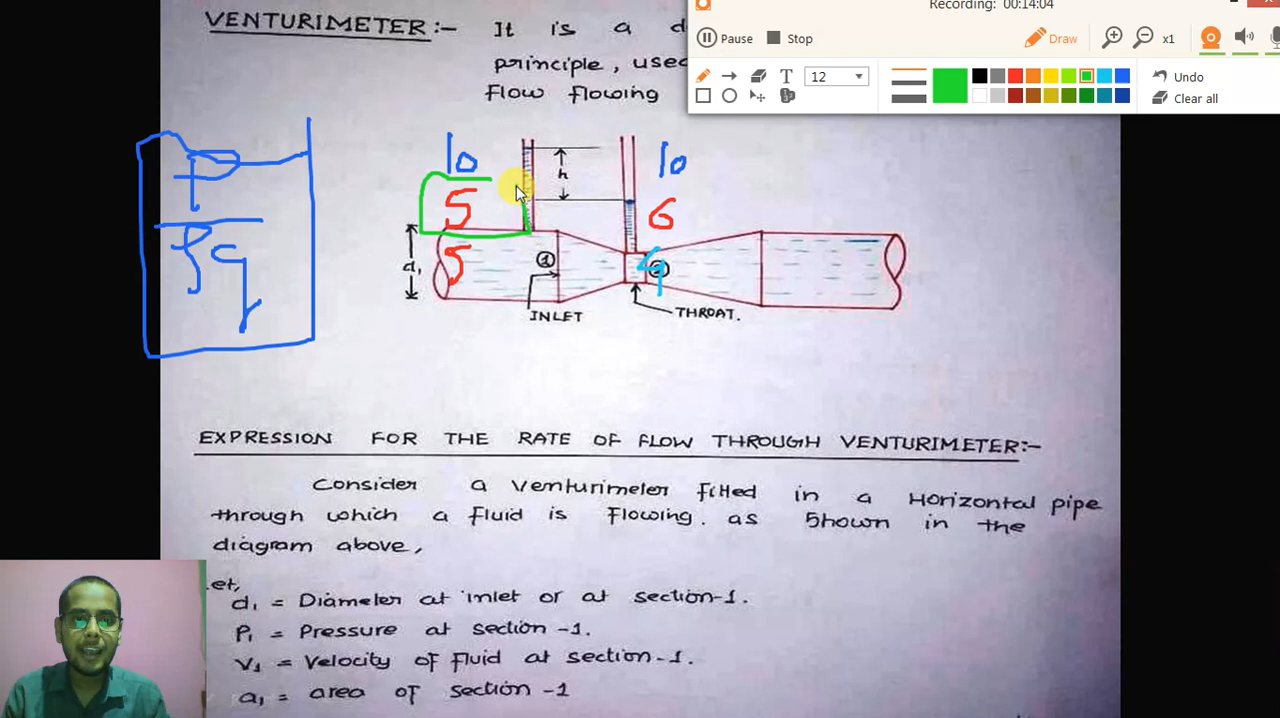 Recording: 00:14:04
Pause Stop Draw x1
T 12 Undo
Clear all
VENTURIMETER:- It is a d
principle, used
Flow flowing
10 10
h
5 6
d₁ 5 ① 4
INLET THROAT.
P
ρg
EXPRESSION FOR THE RATE OF FLOW THROUGH VENTURIMETER:-
Consider a venturimeter fitted in a Horizontal pipe
through which a fluid is flowing. as shown in the
diagram above,
et,
d₁ = Diameter at inlet or at section-1.
P₁ = Pressure at section -1.
V₁ = Velocity of fluid at section-1.
a₁ = area of section -1